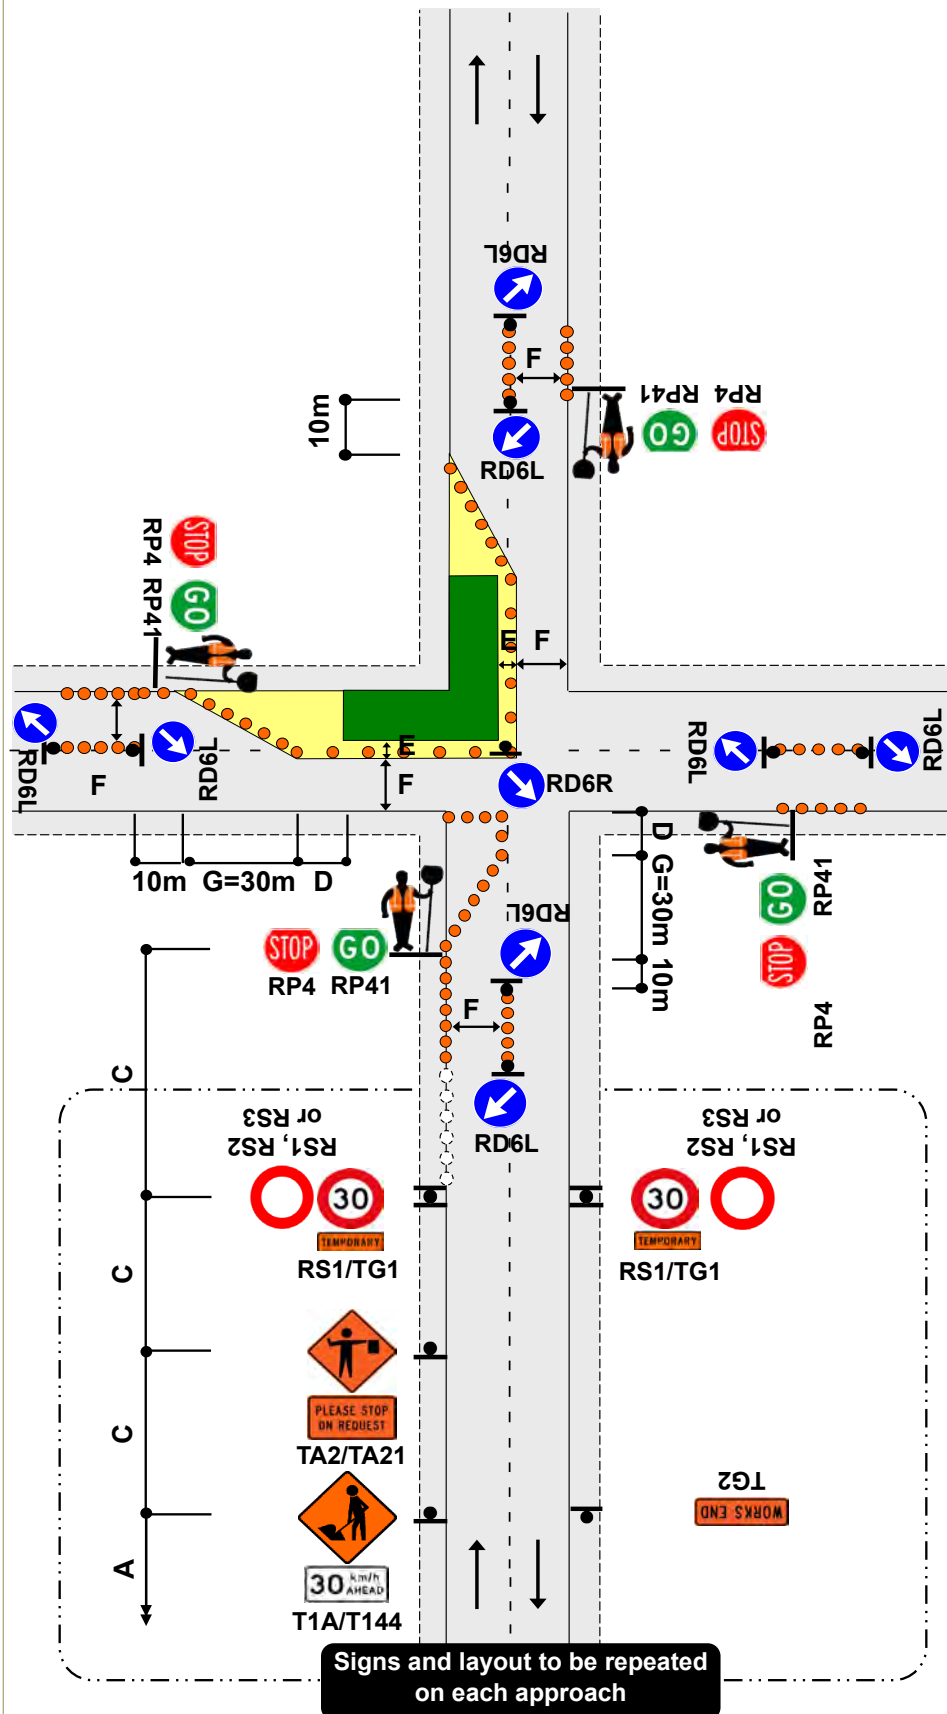 RD6L
F
10m
RD6L
RP41
RP4
GO
STOP
RP4
RP41
STOP
GO
E
F
RD6L
F
RD6L
E
F
RD6R
RD6L
RD6L
10m
G=30m
D
D
G=30m
10m
GO
STOP
RP41
RP4
STOP
GO
RP4
RP41
RD6L
F
C
RD6L
RS1, RS2
or RS3
30
TEMPORARY
RS1/TG1
RS1, RS2
or RS3
30
TEMPORARY
RS1/TG1
C
PLEASE STOP
ON REQUEST
TA2/TA21
C
TG2
WORKS END
A
30 km/h
AHEAD
T1A/T144
Signs and layout to be repeated
on each approach